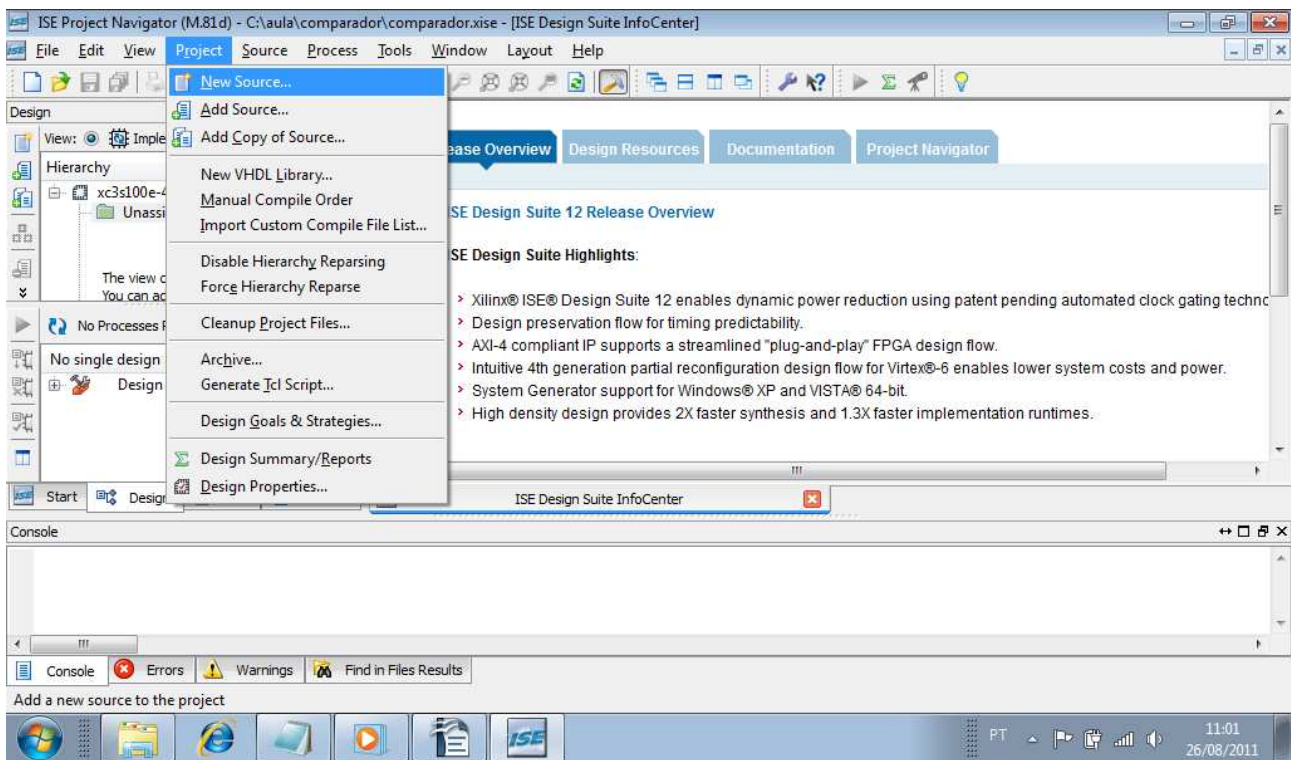 ISE Project Navigator (M.81d) - C:\aula\comparador\comparador.xise - [ISE Design Suite InfoCenter]
File Edit View Project Source Process Tools Window Layout Help
New Source...
Add Source...
Add Copy of Source...
New VHDL Library...
Manual Compile Order
Import Custom Compile File List...
Disable Hierarchy Reparsing
Force Hierarchy Reparse
Cleanup Project Files...
Archive...
Generate Tcl Script...
Design Goals & Strategies...
Design Summary/Reports
Design Properties...
Design
View: Imple
Hierarchy
xc3s100e-4
Unassi
The view c
You can ad
No Processes
No single design
Design
Start Design
ease Overview Design Resources Documentation Project Navigator
SE Design Suite 12 Release Overview
SE Design Suite Highlights:
Xilinx® ISE® Design Suite 12 enables dynamic power reduction using patent pending automated clock gating techno
Design preservation flow for timing predictability.
AXI-4 compliant IP supports a streamlined "plug-and-play" FPGA design flow.
Intuitive 4th generation partial reconfiguration design flow for Virtex®-6 enables lower system costs and power.
System Generator support for Windows® XP and VISTA® 64-bit.
High density design provides 2X faster synthesis and 1.3X faster implementation runtimes.
ISE Design Suite InfoCenter
Console
Console Errors Warnings Find in Files Results
Add a new source to the project
ISE
PT
11:01
26/08/2011